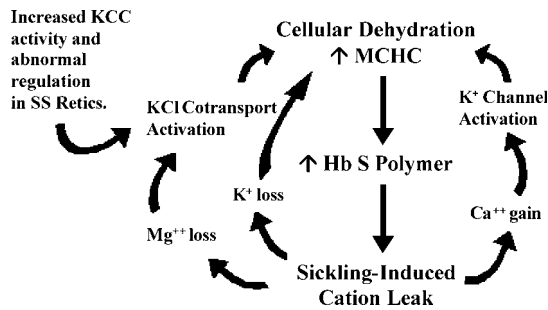 Increased KCC
activity and
abnormal
regulation
in SS Retics.
Cellular Dehydration
↑ MCHC
KCl Cotransport
Activation
K⁺ Channel
Activation
↑ Hb S Polymer
K⁺ loss
Mg⁺⁺ loss
Ca⁺⁺ gain
Sickling-Induced
Cation Leak